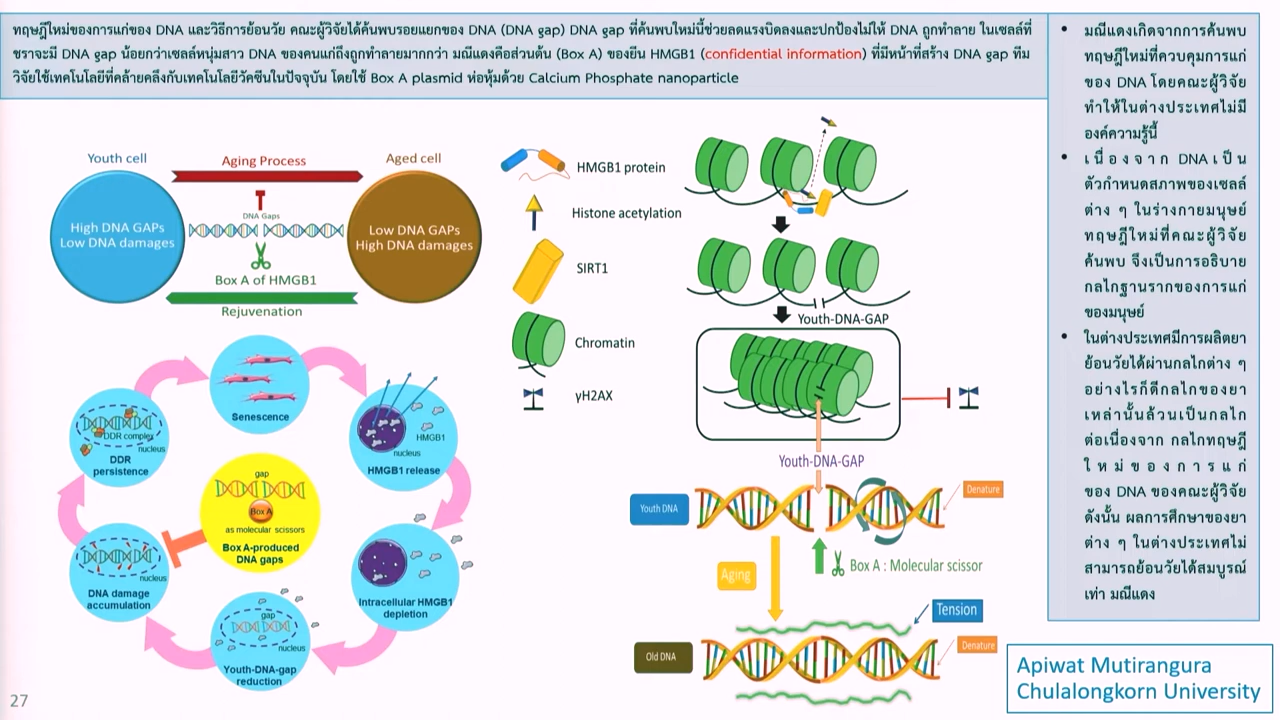 ทฤษฎีใหม่ของการแก่ของ DNA และวิธีการย้อนวัย คณะผู้วิจัยได้ค้นพบรอยแยกของ DNA (DNA gap) DNA gap ที่ค้นพบใหม่นี้ช่วยลดแรงบิดลงและปกป้องไม่ให้ DNA ถูกทำลาย ในเซลล์ที่
ชราจะมี DNA gap น้อยกว่าเซลล์หนุ่มสาว DNA ของคนแก่ถึงถูกทำลายมากกว่า มณีแดงคือส่วนต้น (Box A) ของยีน HMGB1 (confidential information) ที่มีหน้าที่สร้าง DNA gap ทีม
วิจัยใช้เทคโนโลยีที่คล้ายคลึงกับเทคโนโลยีวัคซีนในปัจจุบัน โดยใช้ Box A plasmid ห่อหุ้มด้วย Calcium Phosphate nanoparticle
Youth cell
Aging Process
Aged cell
DNA Gaps
High DNA GAPs
Low DNA damages
Low DNA GAPs
High DNA damages
Box A of HMGB1
Rejuvenation
Senescence
HMGB1
nucleus
HMGB1 release
Intracellular HMGB1
depletion
gap
nucleus
Youth-DNA-gap
reduction
nucleus
DNA damage
accumulation
DDR complex
nucleus
DDR
persistence
gap
Box A
as molecular scissors
Box A-produced
DNA gaps
HMGB1 protein
Histone acetylation
SIRT1
Chromatin
γH2AX
Youth-DNA-GAP
Youth-DNA-GAP
Youth DNA
Denature
Aging
Box A : Molecular scissor
Tension
Old DNA
Denature
• มณีแดงเกิดจากการค้นพบ
ทฤษฎีใหม่ที่ควบคุมการแก่
ของ DNA โดยคณะผู้วิจัย
ทำให้ในต่างประเทศไม่มี
องค์ความรู้นี้
• เนื่องจาก DNA เป็น
ตัวกำหนดสภาพของเซลล์
ต่าง ๆ ในร่างกายมนุษย์
ทฤษฎีใหม่ที่คณะผู้วิจัย
ค้นพบ จึงเป็นการอธิบาย
กลไกฐานรากของการแก่
ของมนุษย์
• ในต่างประเทศมีการผลิตยา
ย้อนวัยได้ผ่านกลไกต่าง ๆ
อย่างไรก็ดีกลไกของยา
เหล่านั้นล้วนเป็นกลไก
ต่อเนื่องจาก กลไกทฤษฎี
ใหม่ของการแก่
ของ DNA ของคณะผู้วิจัย
ดังนั้น ผลการศึกษาของยา
ต่าง ๆ ในต่างประเทศไม่
สามารถย้อนวัยได้สมบูรณ์
เท่า มณีแดง
Apiwat Mutirangura
Chulalongkorn University
27